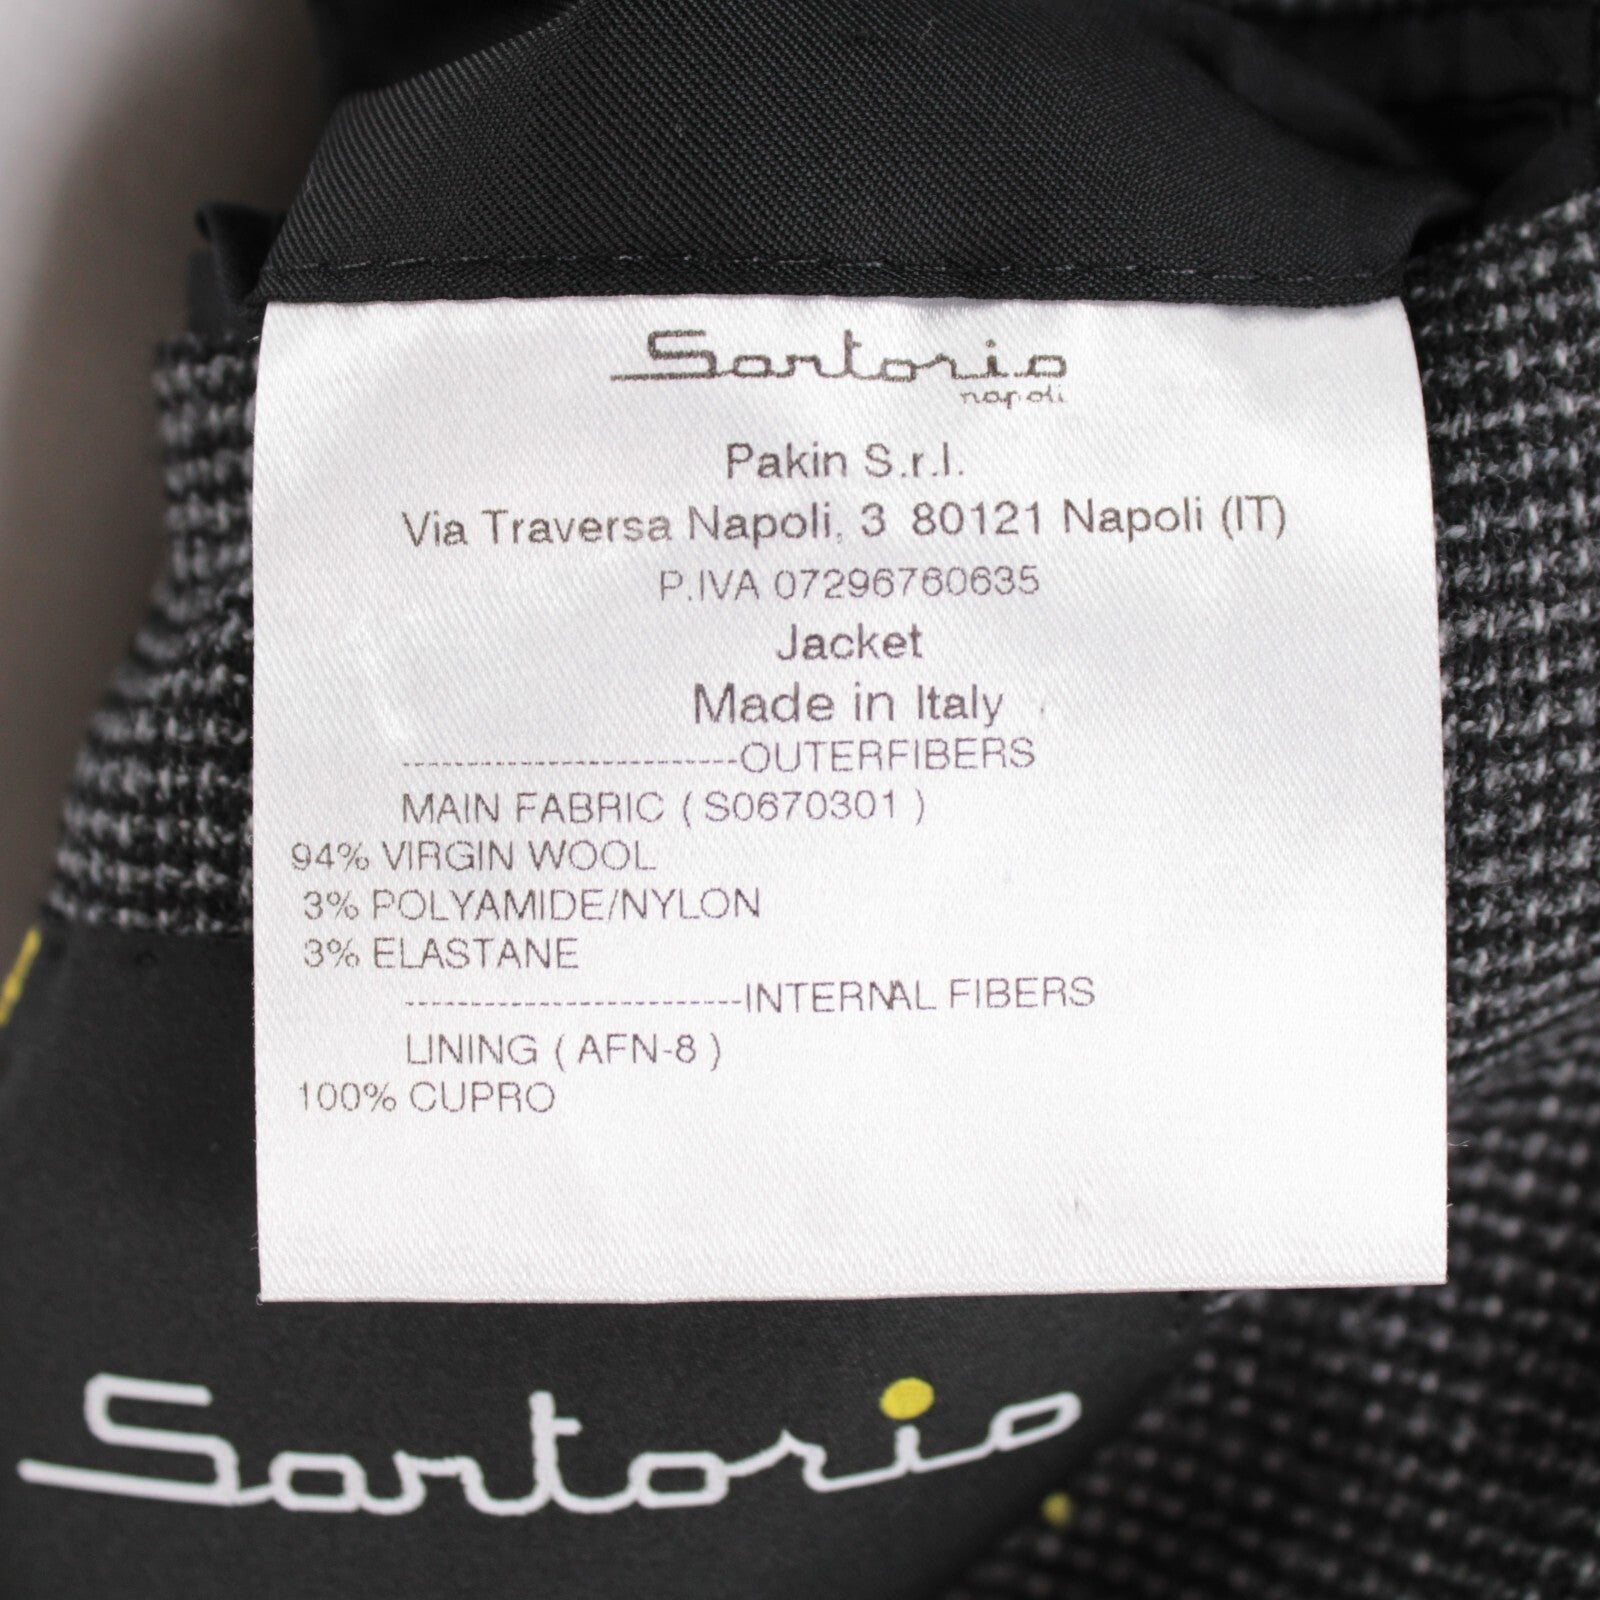 Sartorio
napoli
Pakin S.r.l.
Via Traversa Napoli, 3 80121 Napoli (IT)
P.IVA 07296760635
Jacket
Made in Italy
--------------------------OUTERFIBERS
MAIN FABRIC ( S0670301 )
94% VIRGIN WOOL
3% POLYAMIDE/NYLON
3% ELASTANE
--------------------------INTERNAL FIBERS
LINING ( AFN-8 )
100% CUPRO
Sartorio